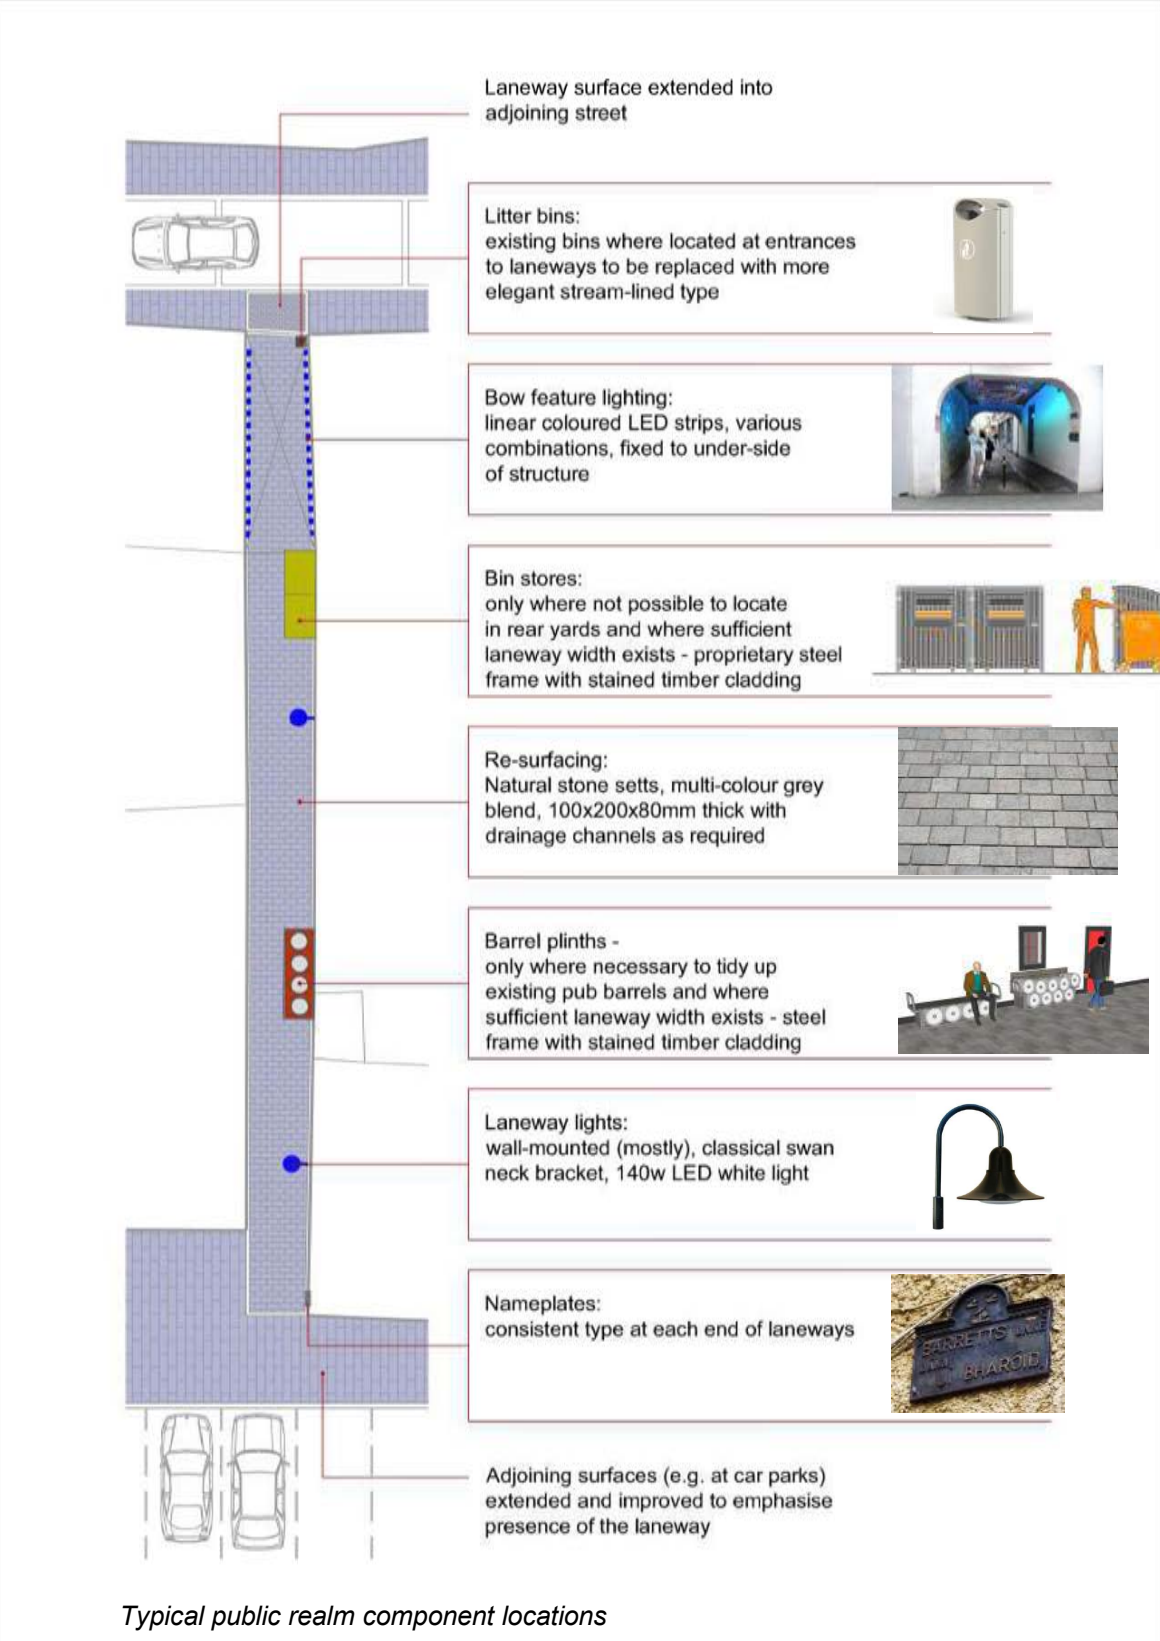 Laneway surface extended into
adjoining street
Litter bins:
existing bins where located at entrances
to laneways to be replaced with more
elegant stream-lined type
Bow feature lighting:
linear coloured LED strips, various
combinations, fixed to under-side
of structure
Bin stores:
only where not possible to locate
in rear yards and where sufficient
laneway width exists - proprietary steel
frame with stained timber cladding
Re-surfacing:
Natural stone setts, multi-colour grey
blend, 100x200x80mm thick with
drainage channels as required
Barrel plinths -
only where necessary to tidy up
existing pub barrels and where
sufficient laneway width exists - steel
frame with stained timber cladding
Laneway lights:
wall-mounted (mostly), classical swan
neck bracket, 140w LED white light
Nameplates:
consistent type at each end of laneways
BARRETTS LANE
BHARÓID
Adjoining surfaces (e.g. at car parks)
extended and improved to emphasise
presence of the laneway
Typical public realm component locations